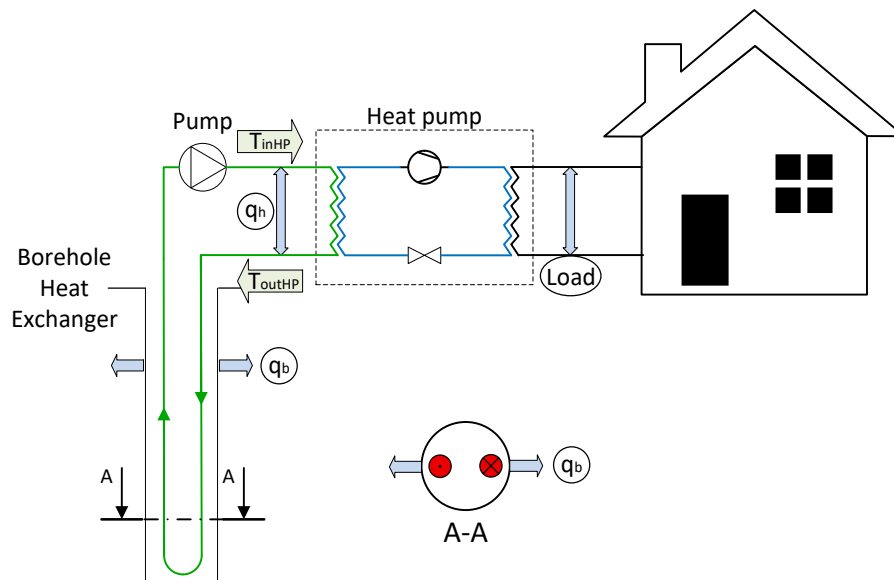 Pump
Heat pump
TinHP
qh
Borehole
Heat
Exchanger
ToutHP
Load
qb
A
A
qb
A-A